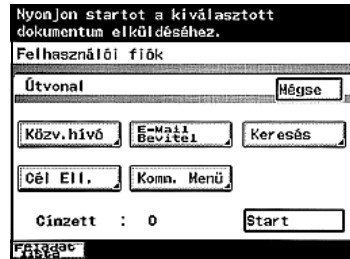 Nyomjon startot a kiválasztott
dokumentum elküldéséhez.
Felhasználói fiók
Útvonal
Mégse
Közv.hívó
E-Mail
Bevitel
Keresés
Cél Ell.
Komm. Menü
Címzett : 0
Start
Feladat
lista